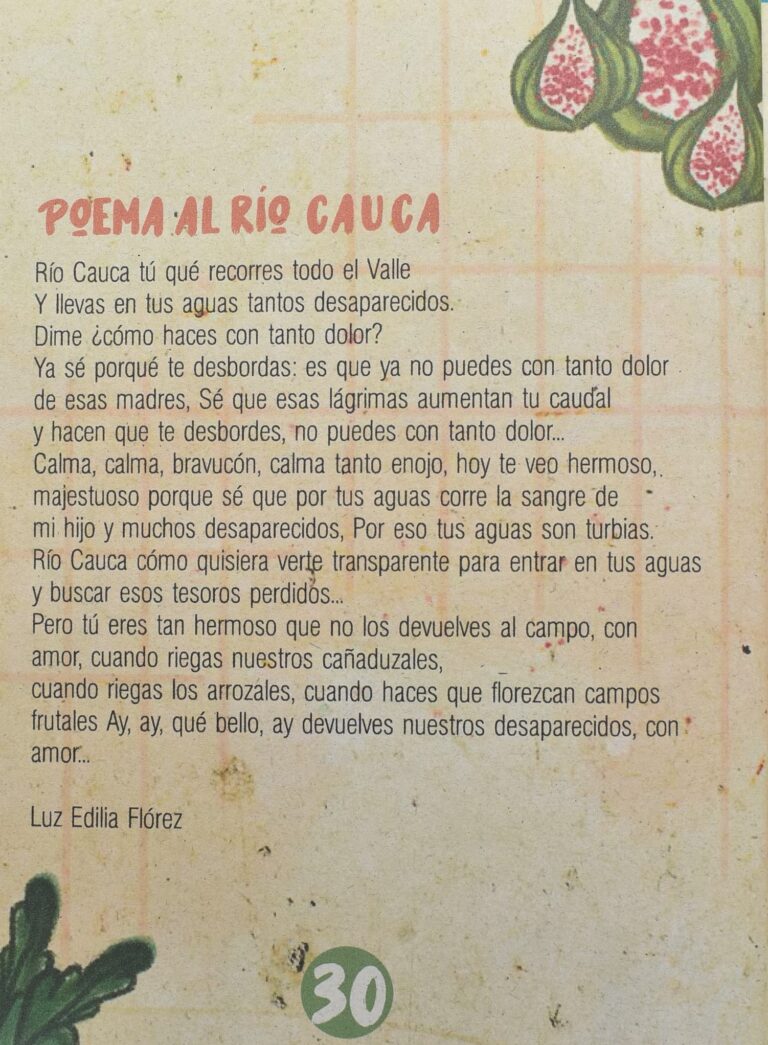 POEMA AL RÍO CAUCA
Río Cauca tú qué recorres todo el Valle
Y llevas en tus aguas tantos desaparecidos.
Dime ¿cómo haces con tanto dolor?
Ya sé porqué te desbordas: es que ya no puedes con tanto dolor
de esas madres, Sé que esas lágrimas aumentan tu caudal
y hacen que te desbordes, no puedes con tanto dolor...
Calma, calma, bravucón, calma tanto enojo, hoy te veo hermoso,
majestuoso porque sé que por tus aguas corre la sangre de
mi hijo y muchos desaparecidos, Por eso tus aguas son turbias.
Río Cauca cómo quisiera verte transparente para entrar en tus aguas
y buscar esos tesoros perdidos...
Pero tú eres tan hermoso que no los devuelves al campo, con
amor, cuando riegas nuestros cañaduzales,
cuando riegas los arrozales, cuando haces que florezcan campos
frutales Ay, ay, qué bello, ay devuelves nuestros desaparecidos, con
amor...
Luz Edilia Flórez
30